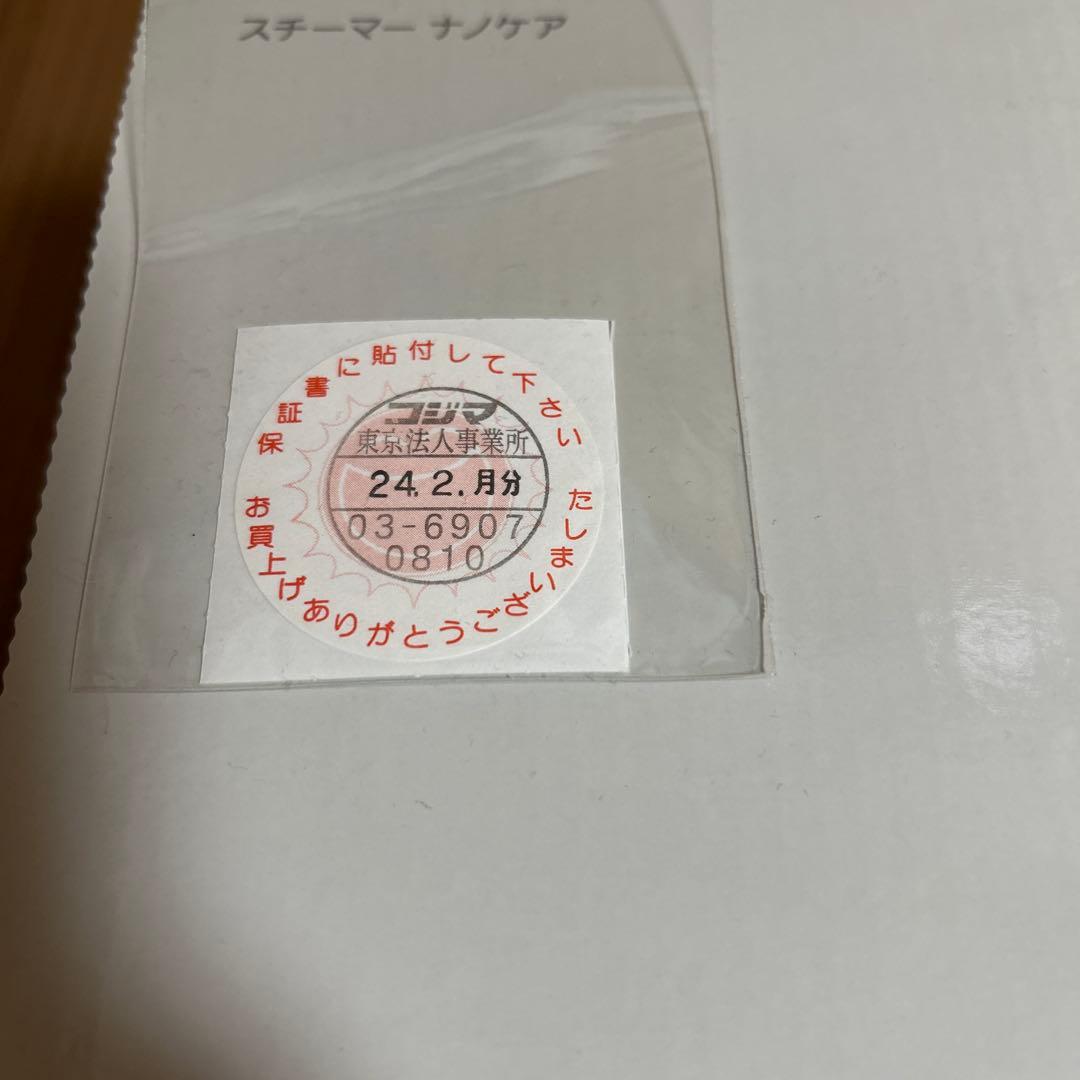 スチーマー ナノケア
保証書に貼付して下さい
コジマ
東京法人事業所
24.2.月分
03-6907
0810
お買上げありがとうございました